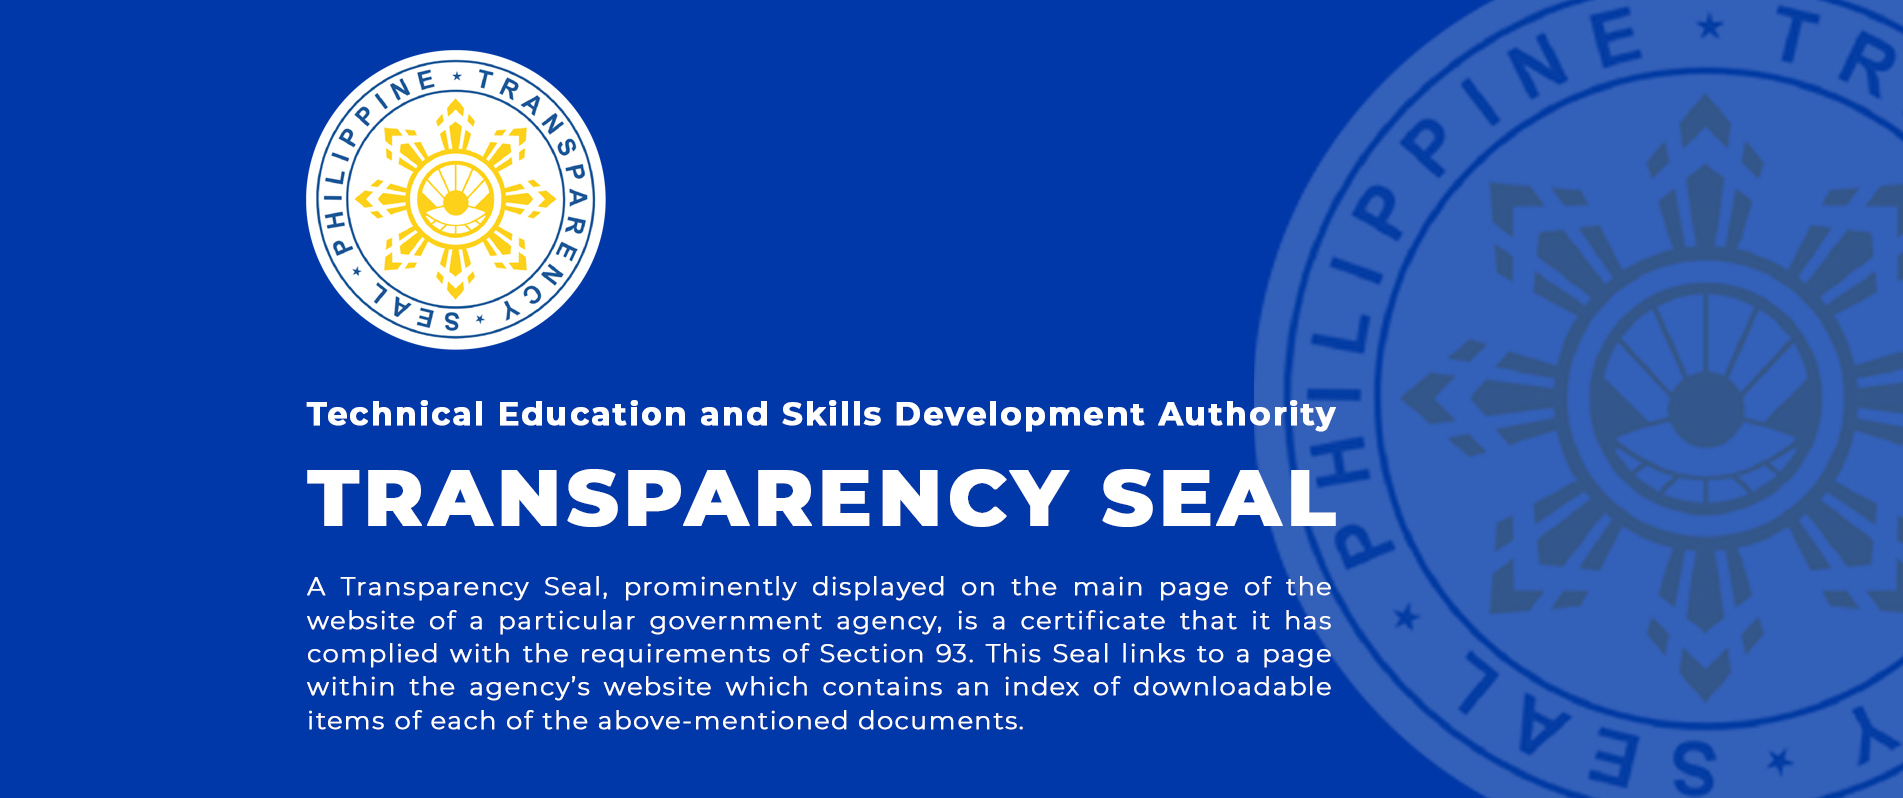 PHILIPPINE ★ TRANSPARENCY ★ SEAL ★
Technical Education and Skills Development Authority
TRANSPARENCY SEAL
A Transparency Seal, prominently displayed on the main page of the
website of a particular government agency, is a certificate that it has
complied with the requirements of Section 93. This Seal links to a page
within the agency’s website which contains an index of downloadable
items of each of the above-mentioned documents.
PHILIPPINE ★ TR
Y ★ SEAL ★